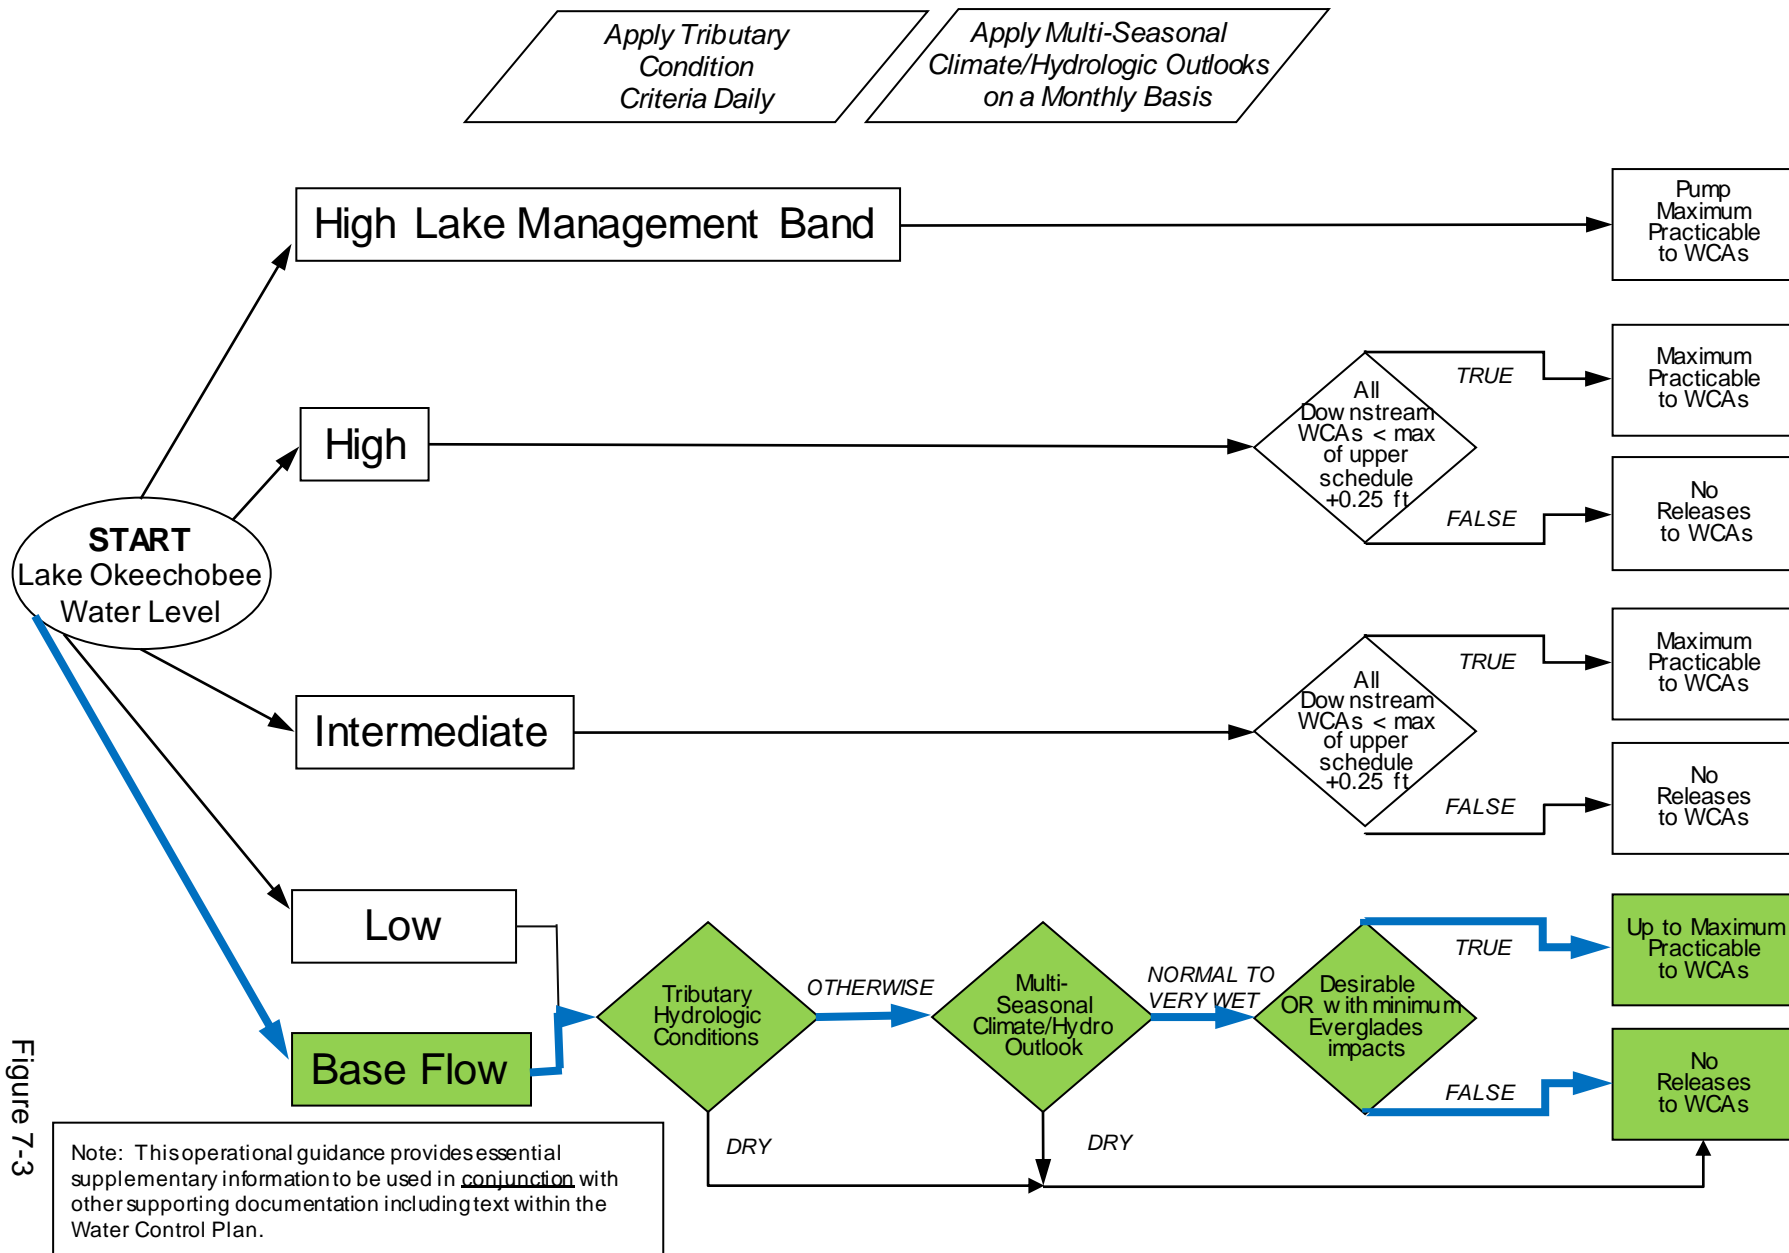 Apply Tributary
Condition
Criteria Daily
Apply Multi-Seasonal
Climate/Hydrologic Outlooks
on a Monthly Basis
High Lake Management Band
Pump
Maximum
Practicable
to WCAs
High
All
Downstream
WCAs < max
of upper
schedule
+0.25 ft
TRUE
Maximum
Practicable
to WCAs
FALSE
No
Releases
to WCAs
START
Lake Okeechobee
Water Level
Intermediate
All
Downstream
WCAs < max
of upper
schedule
+0.25 ft
TRUE
Maximum
Practicable
to WCAs
FALSE
No
Releases
to WCAs
Low
Base Flow
Tributary
Hydrologic
Conditions
OTHERWISE
DRY
Multi-
Seasonal
Climate/Hydro
Outlook
NORMAL TO
VERY WET
DRY
Desirable
OR with minimum
Everglades
impacts
TRUE
Up to Maximum
Practicable
to WCAs
FALSE
No
Releases
to WCAs
Figure 7-3
Note: This operational guidance provides essential
supplementary information to be used in conjunction with
other supporting documentation including text within the
Water Control Plan.